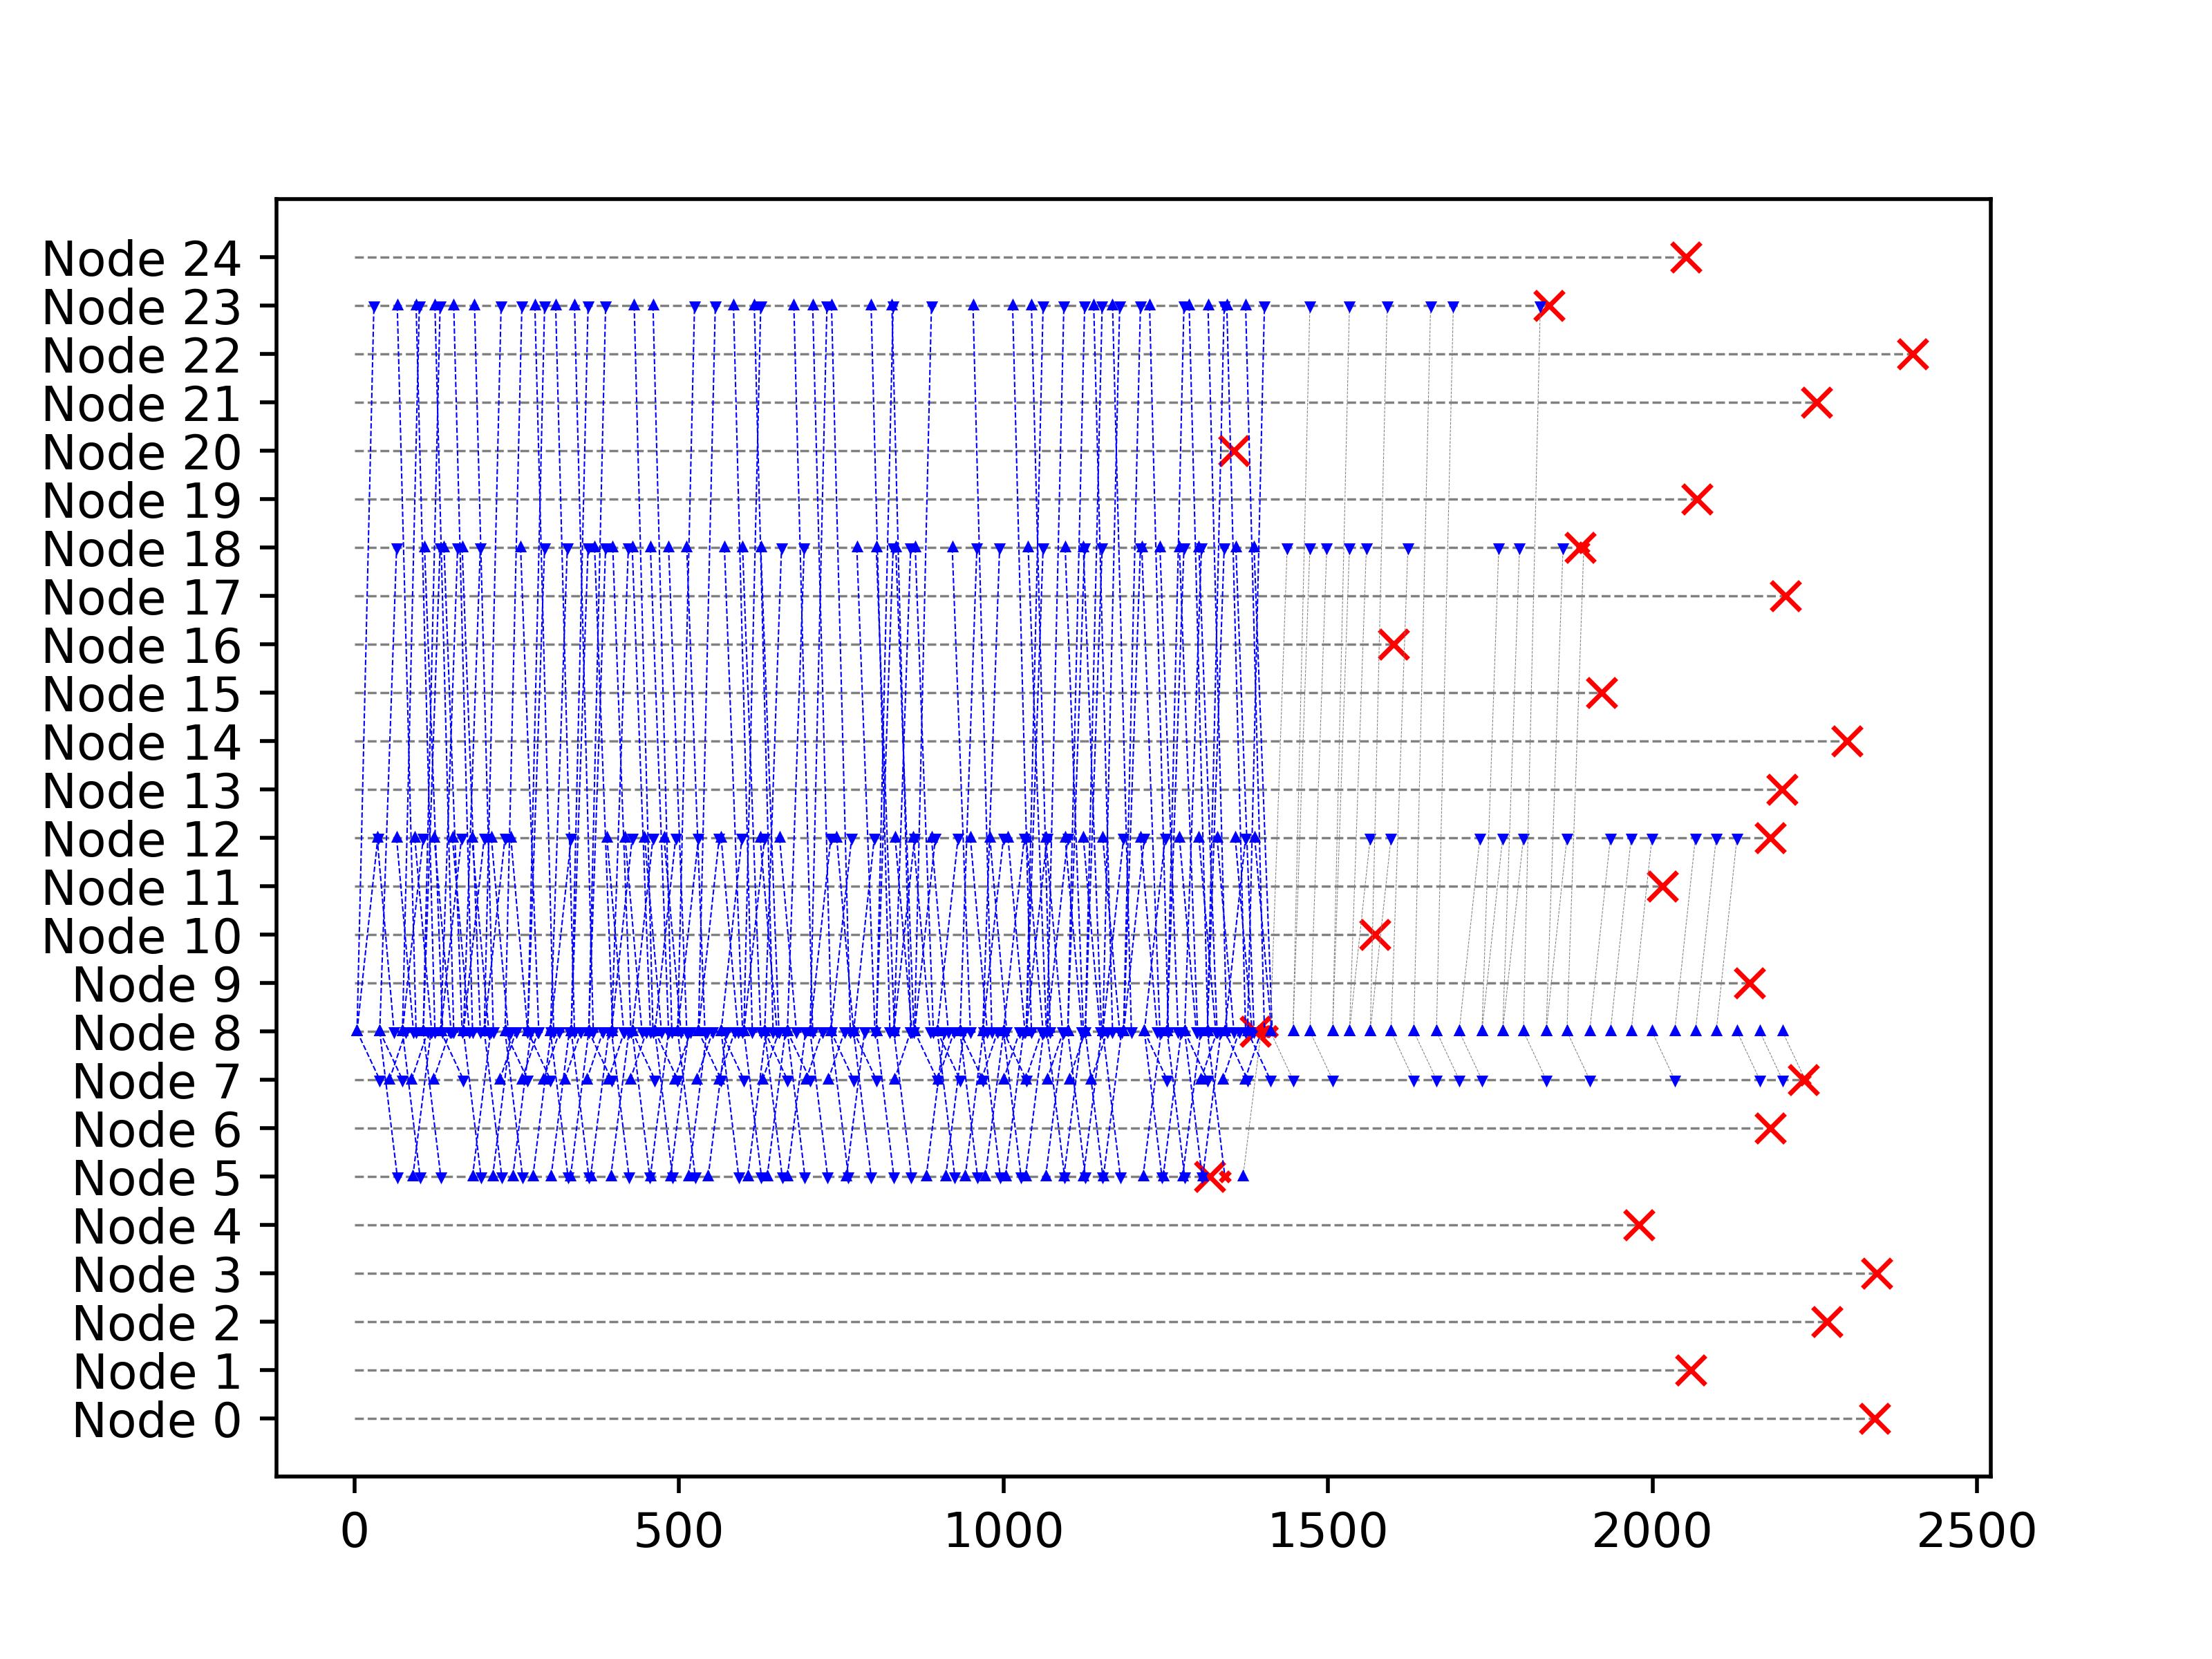 Node 24
Node 23
Node 22
Node 21
Node 20
Node 19
Node 18
Node 17
Node 16
Node 15
Node 14
Node 13
Node 12
Node 11
Node 10
Node 9
Node 8
Node 7
Node 6
Node 5
Node 4
Node 3
Node 2
Node 1
Node 0
0 500 1000 1500 2000 2500